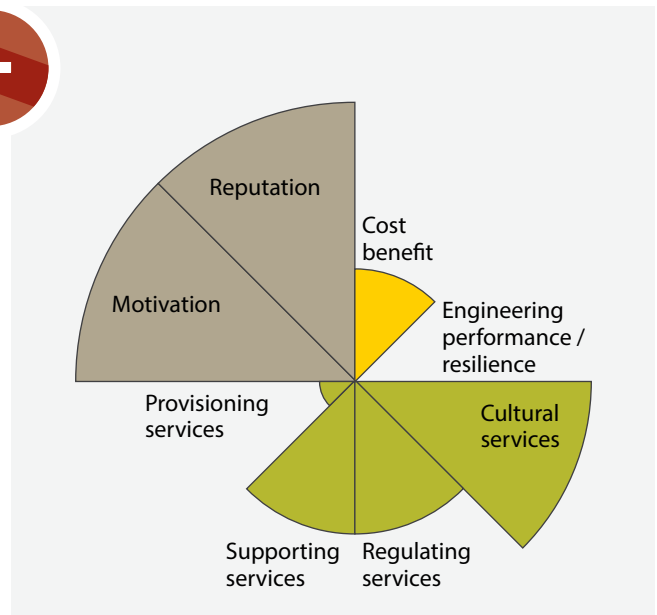 Reputation
Cost
benefit
Motivation
Engineering
performance /
resilience
Provisioning
services
Cultural
services
Supporting
services
Regulating
services